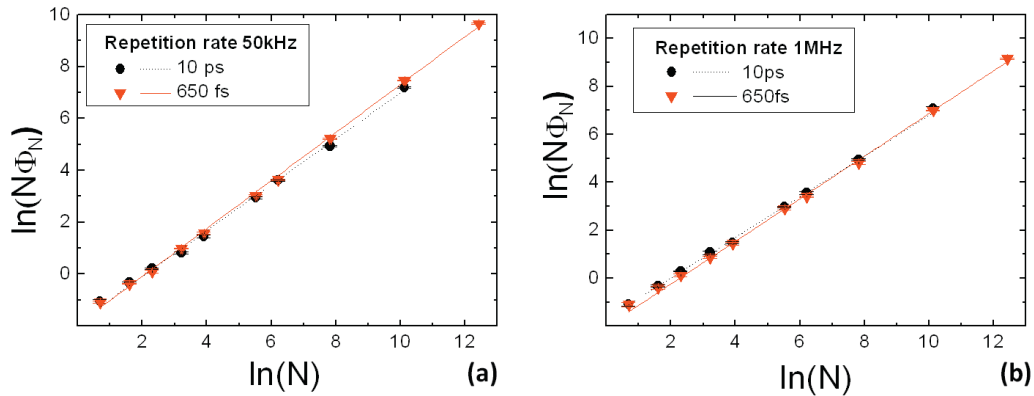 10
8
6
4
2
0
ln(NΦN)
Repetition rate 50kHz
10 ps
650 fs
2 4 6 8 10 12
ln(N)
(a)
10
8
6
4
2
0
ln(NΦN)
Repetition rate 1MHz
10ps
650fs
2 4 6 8 10 12
ln(N)
(b)